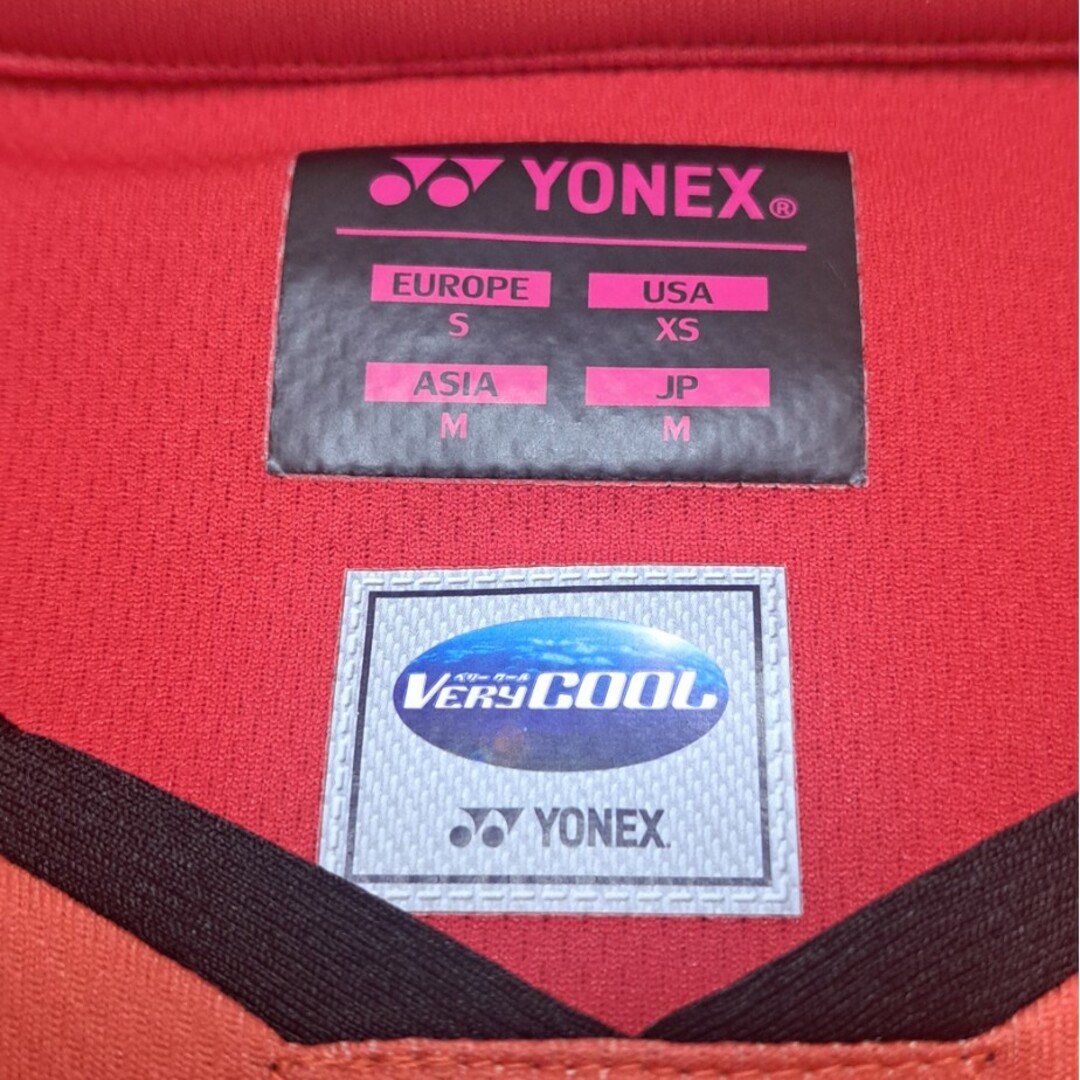 YONEX®
EUROPE USA
S XS
ASIA JP
M M
ベリー クール
VERYCOOL
YONEX